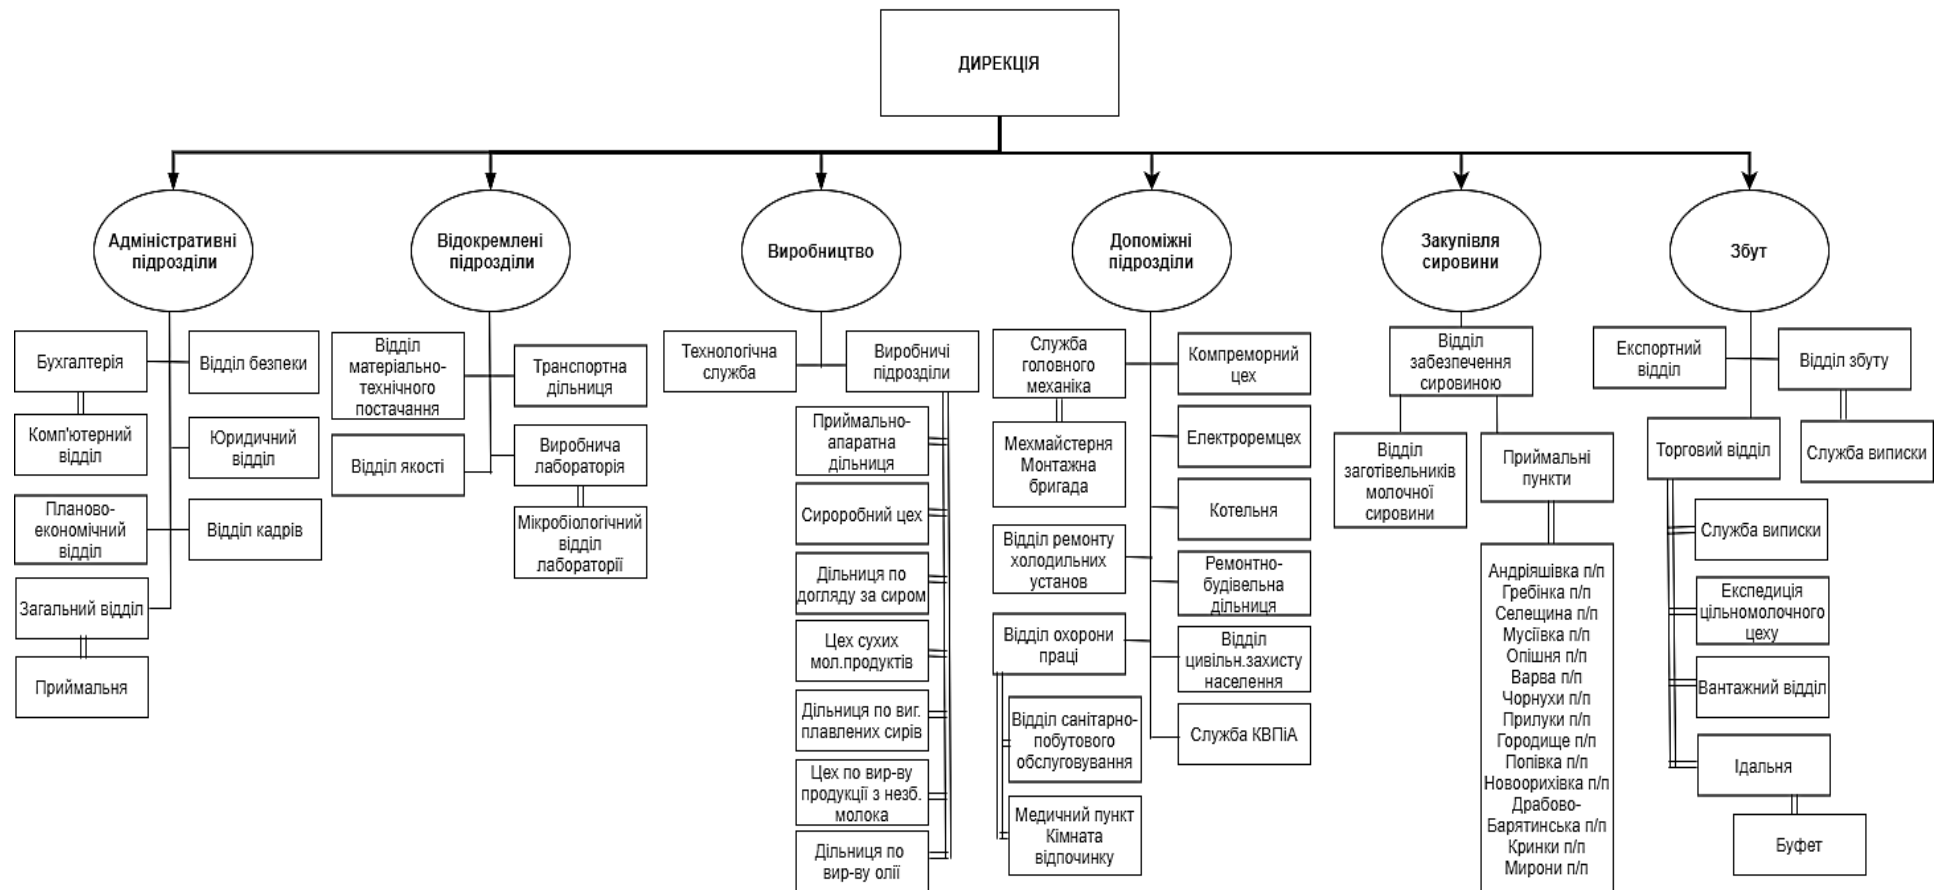 ДИРЕКЦІЯ
Адміністративні
підрозділи
Відокремлені
підрозділи
Виробництво
Допоміжні
підрозділи
Закупівля
сировини
Збут
Бухгалтерія
Відділ безпеки
Комп'ютерний
відділ
Юридичний
відділ
Планово-
економічний
відділ
Відділ кадрів
Загальний відділ
Приймальня
Відділ
матеріально-
технічного
постачання
Транспортна
дільниця
Відділ якості
Виробнича
лабораторія
Мікробіологічний
відділ
лабораторії
Технологічна
служба
Виробничі
підрозділи
Приймально-
апаратна
дільниця
Сироробний цех
Дільниця по
догляду за сиром
Цех сухих
мол.продуктів
Дільниця по виг.
плавлених сирів
Цех по вир-ву
продукції з незб.
молока
Дільниця по
вир-ву олії
Служба
головного
механіка
Компреморний
цех
Мехмайстерня
Монтажна
бригада
Електроремцех
Котельня
Відділ ремонту
холодильних
установ
Ремонтно-
будівельна
дільниця
Відділ охорони
праці
Відділ
цивільн.захисту
населення
Відділ санітарно-
побутового
обслуговування
Служба КВПіА
Медичний пункт
Кімната
відпочинку
Відділ
забезпечення
сировиною
Відділ
заготівельників
молочної
сировини
Приймальні
пункти
Андріяшівка п/п
Гребінка п/п
Селещина п/п
Мусіївка п/п
Опішня п/п
Варва п/п
Чорнухи п/п
Прилуки п/п
Городище п/п
Попівка п/п
Новоорихівка п/п
Драбово-
Барятинська п/п
Кринки п/п
Мирони п/п
Експортний
відділ
Відділ збуту
Торговий відділ
Служба виписки
Служба виписки
Експедиція
цільномолочного
цеху
Вантажний відділ
Ідальня
Буфет